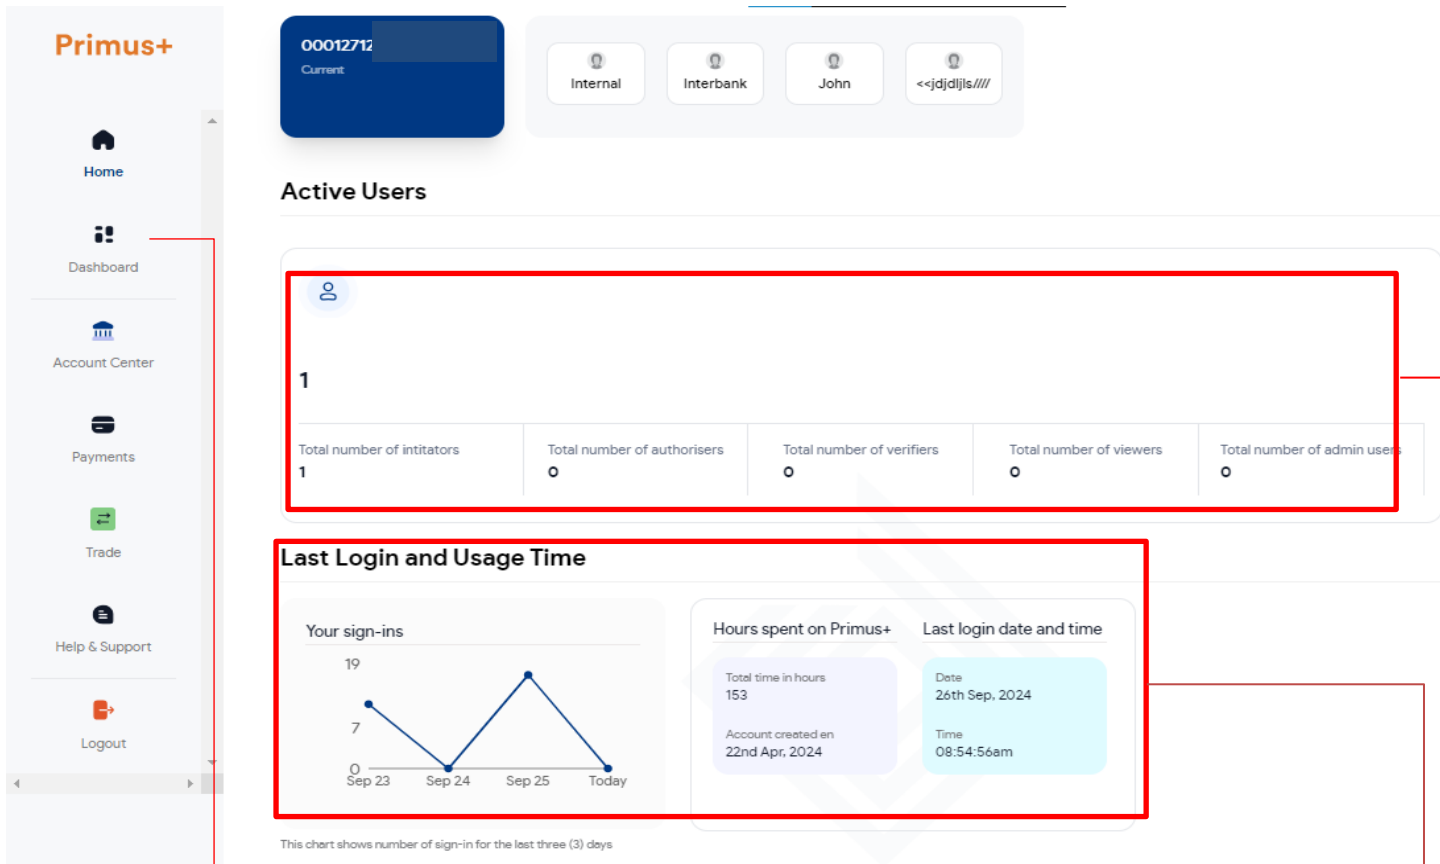 Primus+
Home
Dashboard
Account Center
Payments
Trade
Help & Support
Logout
00012712
Current
Internal
Interbank
John
<<jdjdljls////
Active Users
1
Total number of intitators
1
Total number of authorisers
0
Total number of verifiers
0
Total number of viewers
0
Total number of admin users
0
Last Login and Usage Time
Your sign-ins
19
7
0
Sep 23 Sep 24 Sep 25 Today
Hours spent on Primus+
Total time in hours
153
Account created en
22nd Apr, 2024
Last login date and time
Date
26th Sep, 2024
Time
08:54:56am
This chart shows number of sign-in for the last three (3) days